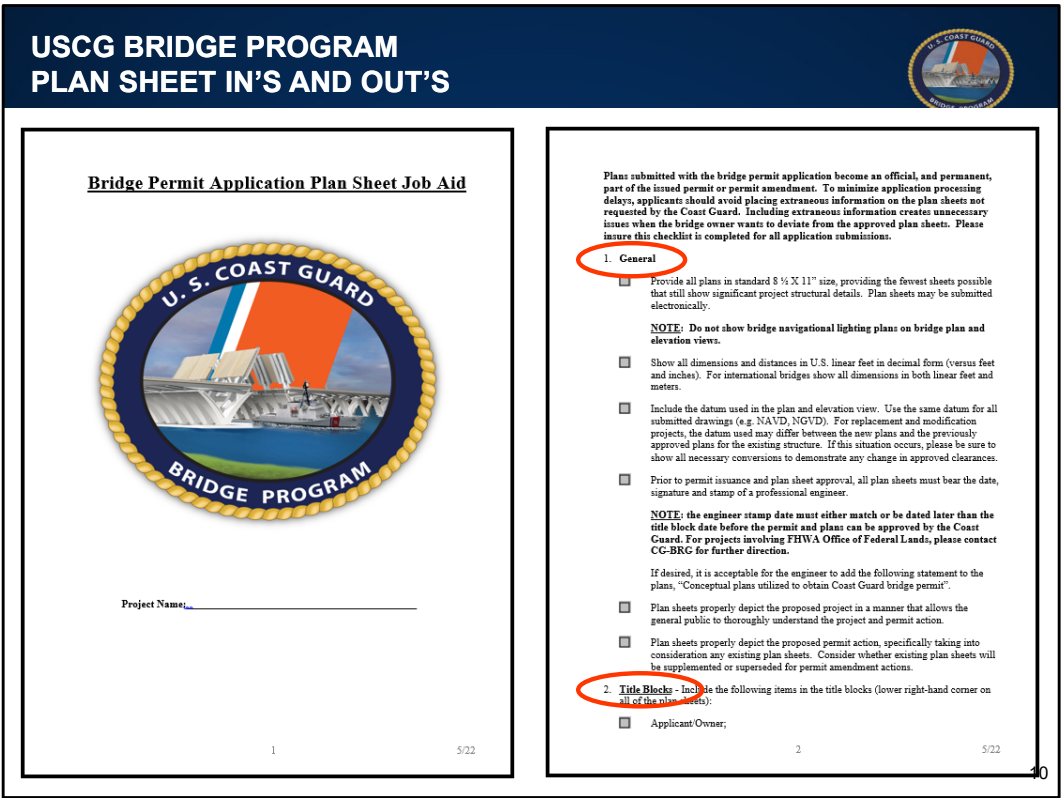 USCG BRIDGE PROGRAM
PLAN SHEET IN’S AND OUT’S
U. S. COAST GUARD
BRIDGE PROGRAM
Bridge Permit Application Plan Sheet Job Aid
U. S. COAST GUARD
BRIDGE PROGRAM
Project Name:
1
5/22
Plans submitted with the bridge permit application become an official, and permanent,
part of the issued permit or permit amendment. To minimize application processing
delays, applicants should avoid placing extraneous information on the plan sheets not
requested by the Coast Guard. Including extraneous information creates unnecessary
issues when the bridge owner wants to deviate from the approved plan sheets. Please
insure this checklist is completed for all application submissions.
1. General
Provide all plans in standard 8 ½ X 11” size, providing the fewest sheets possible
that still show significant project structural details. Plan sheets may be submitted
electronically.
NOTE: Do not show bridge navigational lighting plans on bridge plan and
elevation views.
Show all dimensions and distances in U.S. linear feet in decimal form (versus feet
and inches). For international bridges show all dimensions in both linear feet and
meters.
Include the datum used in the plan and elevation view. Use the same datum for all
submitted drawings (e.g. NAVD, NGVD). For replacement and modification
projects, the datum used may differ between the new plans and the previously
approved plans for the existing structure. If this situation occurs, please be sure to
show all necessary conversions to demonstrate any change in approved clearances.
Prior to permit issuance and plan sheet approval, all plan sheets must bear the date,
signature and stamp of a professional engineer.
NOTE: the engineer stamp date must either match or be dated later than the
title block date before the permit and plans can be approved by the Coast
Guard. For projects involving FHWA Office of Federal Lands, please contact
CG-BRG for further direction.
If desired, it is acceptable for the engineer to add the following statement to the
plans, “Conceptual plans utilized to obtain Coast Guard bridge permit”.
Plan sheets properly depict the proposed project in a manner that allows the
general public to thoroughly understand the project and permit action.
Plan sheets properly depict the proposed permit action, specifically taking into
consideration any existing plan sheets. Consider whether existing plan sheets will
be supplemented or superseded for permit amendment actions.
2. Title Blocks - Include the following items in the title blocks (lower right-hand corner on
all of the plan sheets):
Applicant/Owner;
2
5/22
10